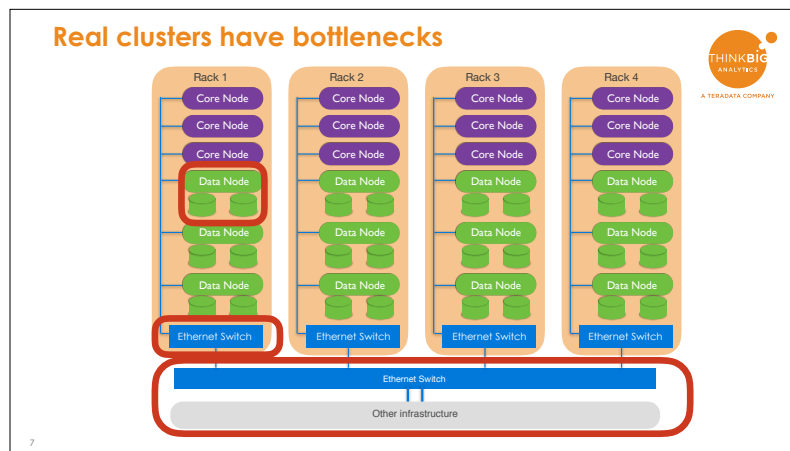 Real clusters have bottlenecks
THINKBIG
ANALYTICS
A TERADATA COMPANY
Rack 1
Core Node
Core Node
Core Node
Data Node
Data Node
Data Node
Ethernet Switch
Rack 2
Core Node
Core Node
Core Node
Data Node
Data Node
Data Node
Ethernet Switch
Rack 3
Core Node
Core Node
Core Node
Data Node
Data Node
Data Node
Ethernet Switch
Rack 4
Core Node
Core Node
Core Node
Data Node
Data Node
Data Node
Ethernet Switch
Ethernet Switch
Other infrastructure
7